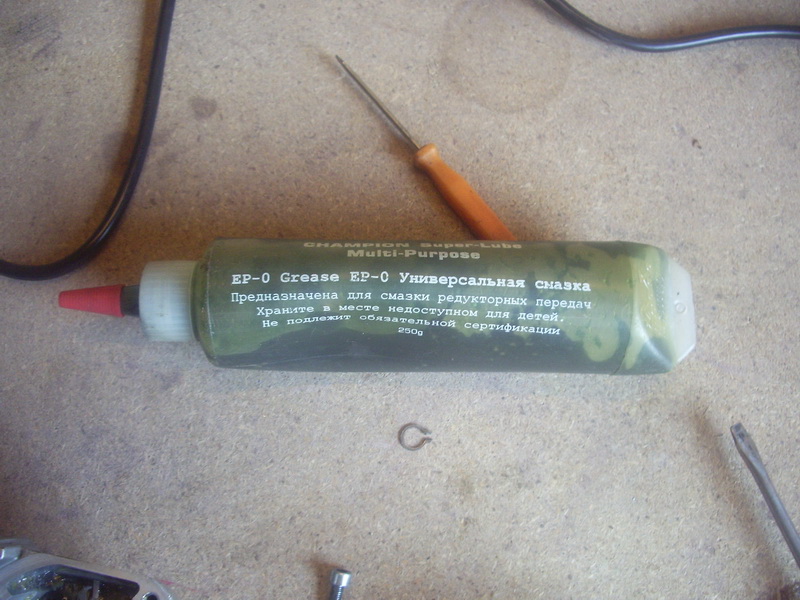 CHAMPION Super-Lube
Multi-Purpose
EP-0 Grease EP-0 Универсальная смазка
Предназначена для смазки редукторных передач
Храните в месте недоступном для детей.
Не подлежит обязательной сертификации
250g